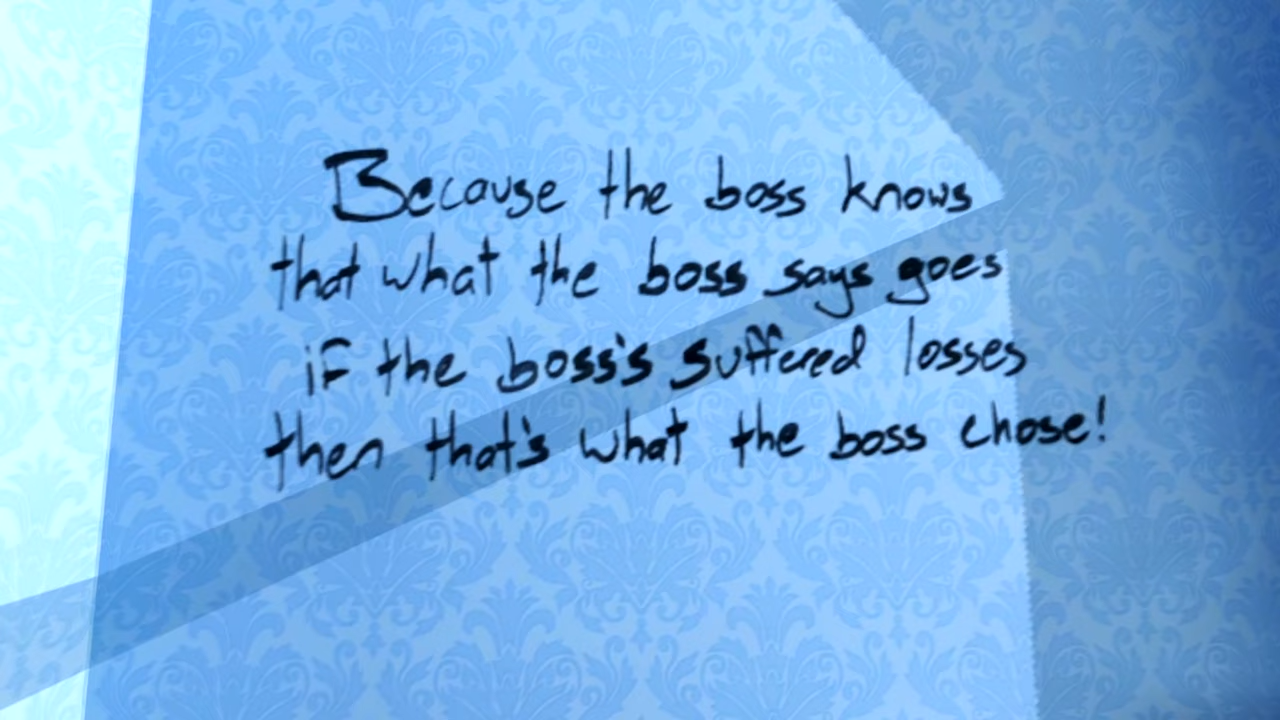 Because the boss knows
that what the boss says goes
if the boss's suffered losses
then that's what the boss chose!